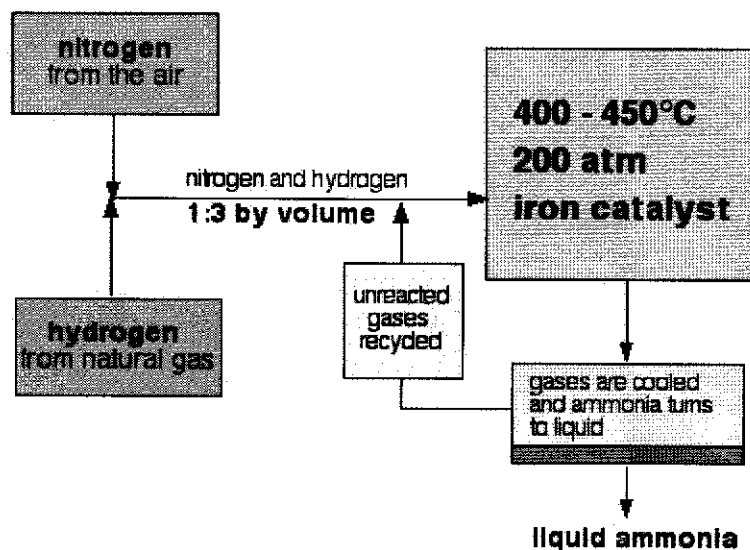 nitrogen
from the air
400 - 450°C
200 atm
iron catalyst
nitrogen and hydrogen
1:3 by volume
unreacted
gases
recycled
hydrogen
from natural gas
gases are cooled
and ammonia turns
to liquid
liquid ammonia